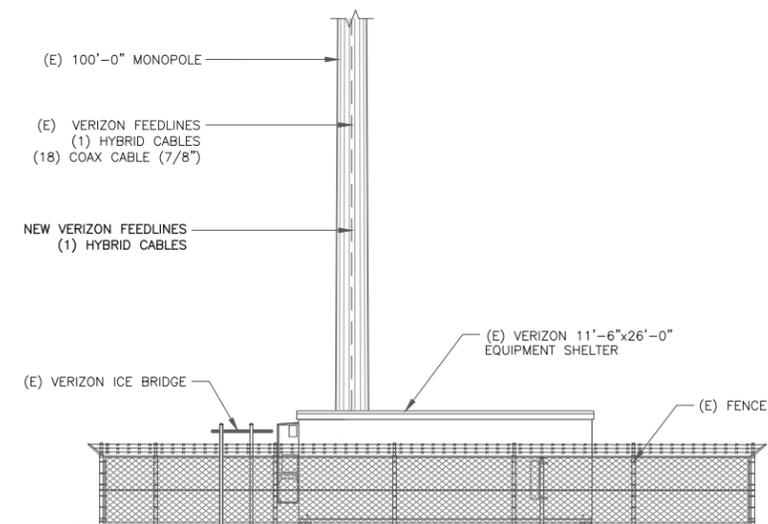 (E) 100'-0" MONOPOLE
(E) VERIZON FEEDLINES
(1) HYBRID CABLES
(18) COAX CABLE (7/8")
NEW VERIZON FEEDLINES
(1) HYBRID CABLES
(E) VERIZON 11'-6"x26'-0"
EQUIPMENT SHELTER
(E) VERIZON ICE BRIDGE
(E) FENCE